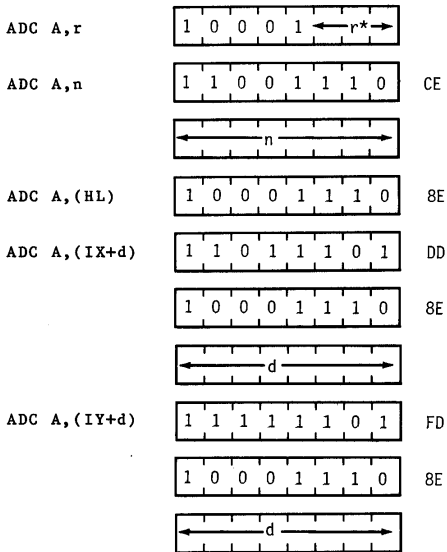 ADC A,r 1 0 0 0 1 r*
ADC A,n 1 1 0 0 1 1 1 0 CE
n
ADC A,(HL) 1 0 0 0 1 1 1 0 8E
ADC A,(IX+d) 1 1 0 1 1 1 0 1 DD
1 0 0 0 1 1 1 0 8E
d
ADC A,(IY+d) 1 1 1 1 1 1 0 1 FD
1 0 0 0 1 1 1 0 8E
d